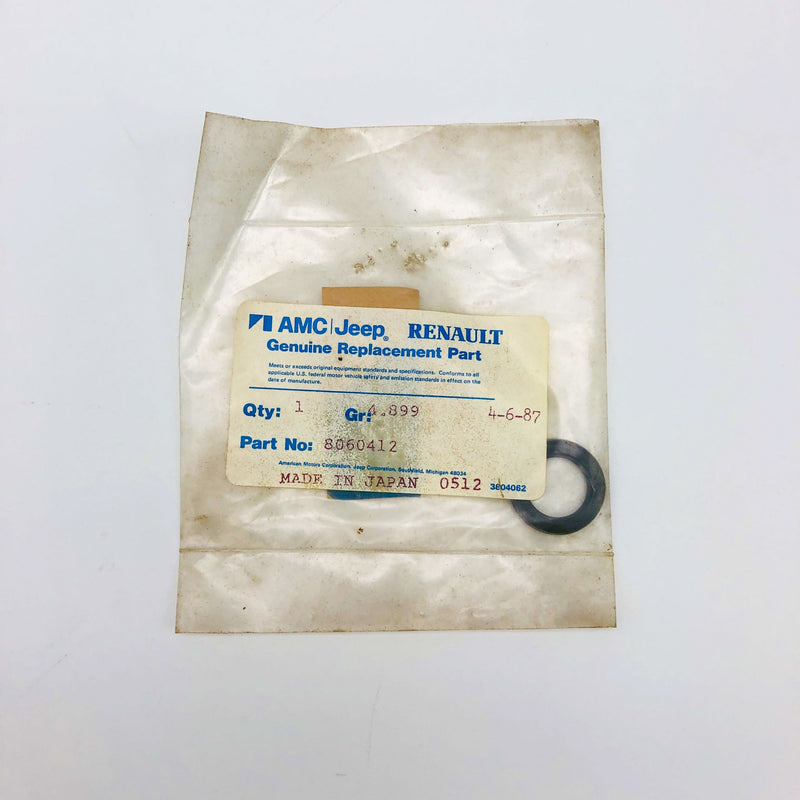 AMC|Jeep® RENAULT
Genuine Replacement Part
Meets or exceeds original equipment standards and specifications. Conforms to all
applicable U.S. federal motor vehicle safety and emission standards in effect on the
date of manufacture.
Qty: 1 Gr: 4.899 4-6-87
Part No: 8060412
American Motors Corporation, Jeep Corporation, Southfield, Michigan 48034
MADE IN JAPAN 0512 3804062